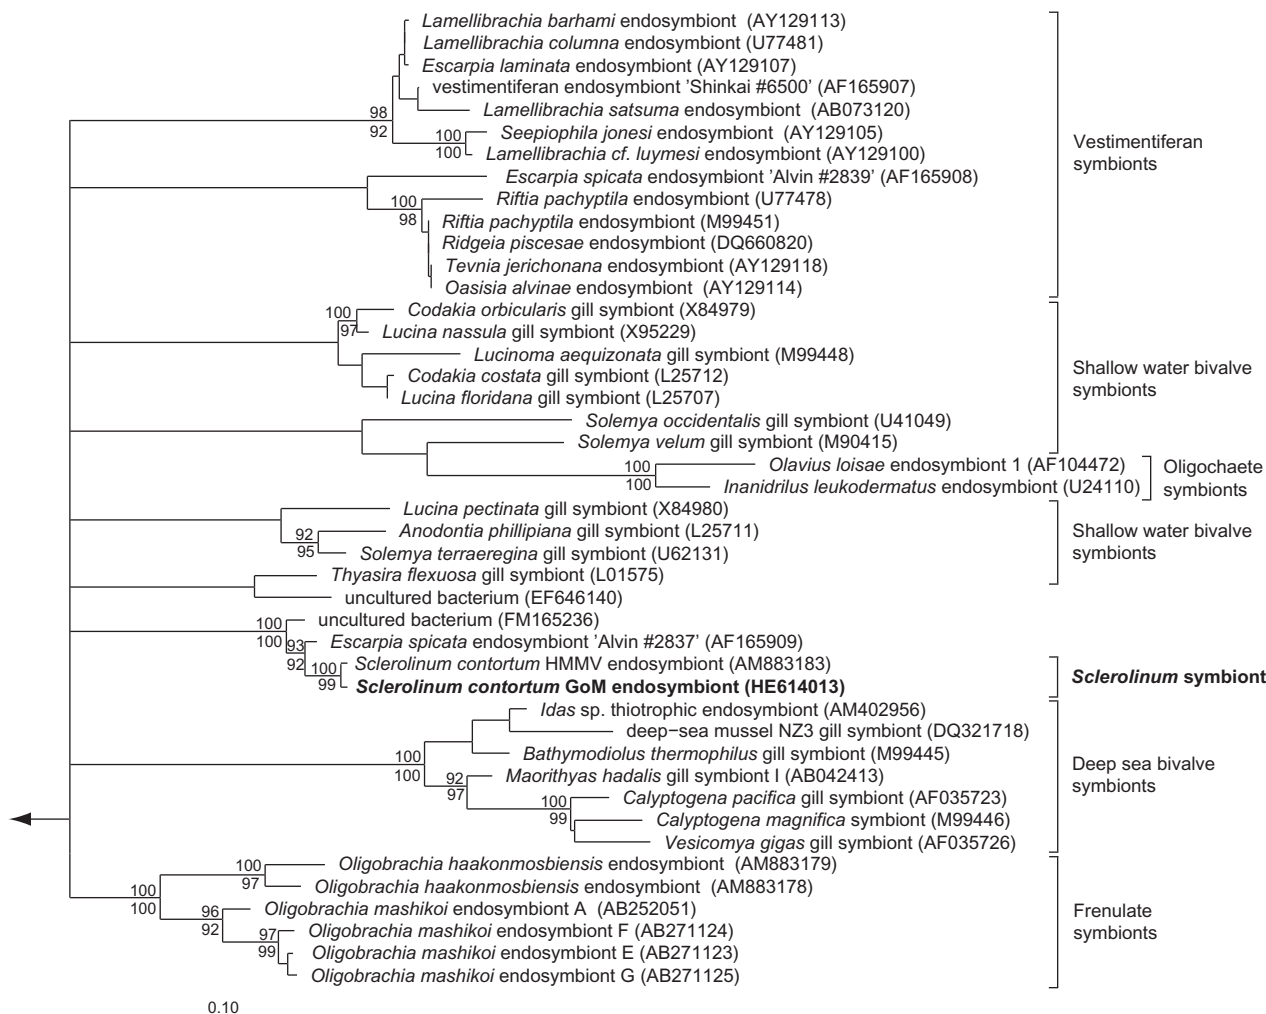 Lamellibrachia barhami endosymbiont (AY129113)
Lamellibrachia columna endosymbiont (U77481)
Escarpia laminata endosymbiont (AY129107)
vestimentiferan endosymbiont 'Shinkai #6500' (AF165907)
98
Lamellibrachia satsuma endosymbiont (AB073120)
92
100
Seepiophila jonesi endosymbiont (AY129105)
100
Lamellibrachia cf. luymesi endosymbiont (AY129100)
Vestimentiferan
symbionts
Escarpia spicata endosymbiont 'Alvin #2839' (AF165908)
100
Riftia pachyptila endosymbiont (U77478)
98
Riftia pachyptila endosymbiont (M99451)
Ridgeia piscesae endosymbiont (DQ660820)
Tevnia jerichonana endosymbiont (AY129118)
Oasisia alvinae endosymbiont (AY129114)
100
Codakia orbicularis gill symbiont (X84979)
97
Lucina nassula gill symbiont (X95229)
Lucinoma aequizonata gill symbiont (M99448)
Codakia costata gill symbiont (L25712)
Lucina floridana gill symbiont (L25707)
Shallow water bivalve
symbionts
Solemya occidentalis gill symbiont (U41049)
Solemya velum gill symbiont (M90415)
100
Olavius loisae endosymbiont 1 (AF104472)
100
Inanidrilus leukodermatus endosymbiont (U24110)
Oligochaete
symbionts
Lucina pectinata gill symbiont (X84980)
92
Anodontia phillipiana gill symbiont (L25711)
95
Solemya terraeregina gill symbiont (U62131)
Shallow water bivalve
symbionts
Thyasira flexuosa gill symbiont (L01575)
uncultured bacterium (EF646140)
100
uncultured bacterium (FM165236)
100
93
Escarpia spicata endosymbiont 'Alvin #2837' (AF165909)
92
100
Sclerolinum contortum HMMV endosymbiont (AM883183)
99
Sclerolinum contortum GoM endosymbiont (HE614013)
Sclerolinum symbiont
Idas sp. thiotrophic endosymbiont (AM402956)
deep−sea mussel NZ3 gill symbiont (DQ321718)
100
Bathymodiolus thermophilus gill symbiont (M99445)
100
92
Maorithyas hadalis gill symbiont I (AB042413)
97
100
Calyptogena pacifica gill symbiont (AF035723)
99
Calyptogena magnifica symbiont (M99446)
Vesicomya gigas gill symbiont (AF035726)
Deep sea bivalve
symbionts
100
Oligobrachia haakonmosbiensis endosymbiont (AM883179)
97
Oligobrachia haakonmosbiensis endosymbiont (AM883178)
100
100
96
Oligobrachia mashikoi endosymbiont A (AB252051)
92
97
Oligobrachia mashikoi endosymbiont F (AB271124)
99
Oligobrachia mashikoi endosymbiont E (AB271123)
Oligobrachia mashikoi endosymbiont G (AB271125)
Frenulate
symbionts
0.10